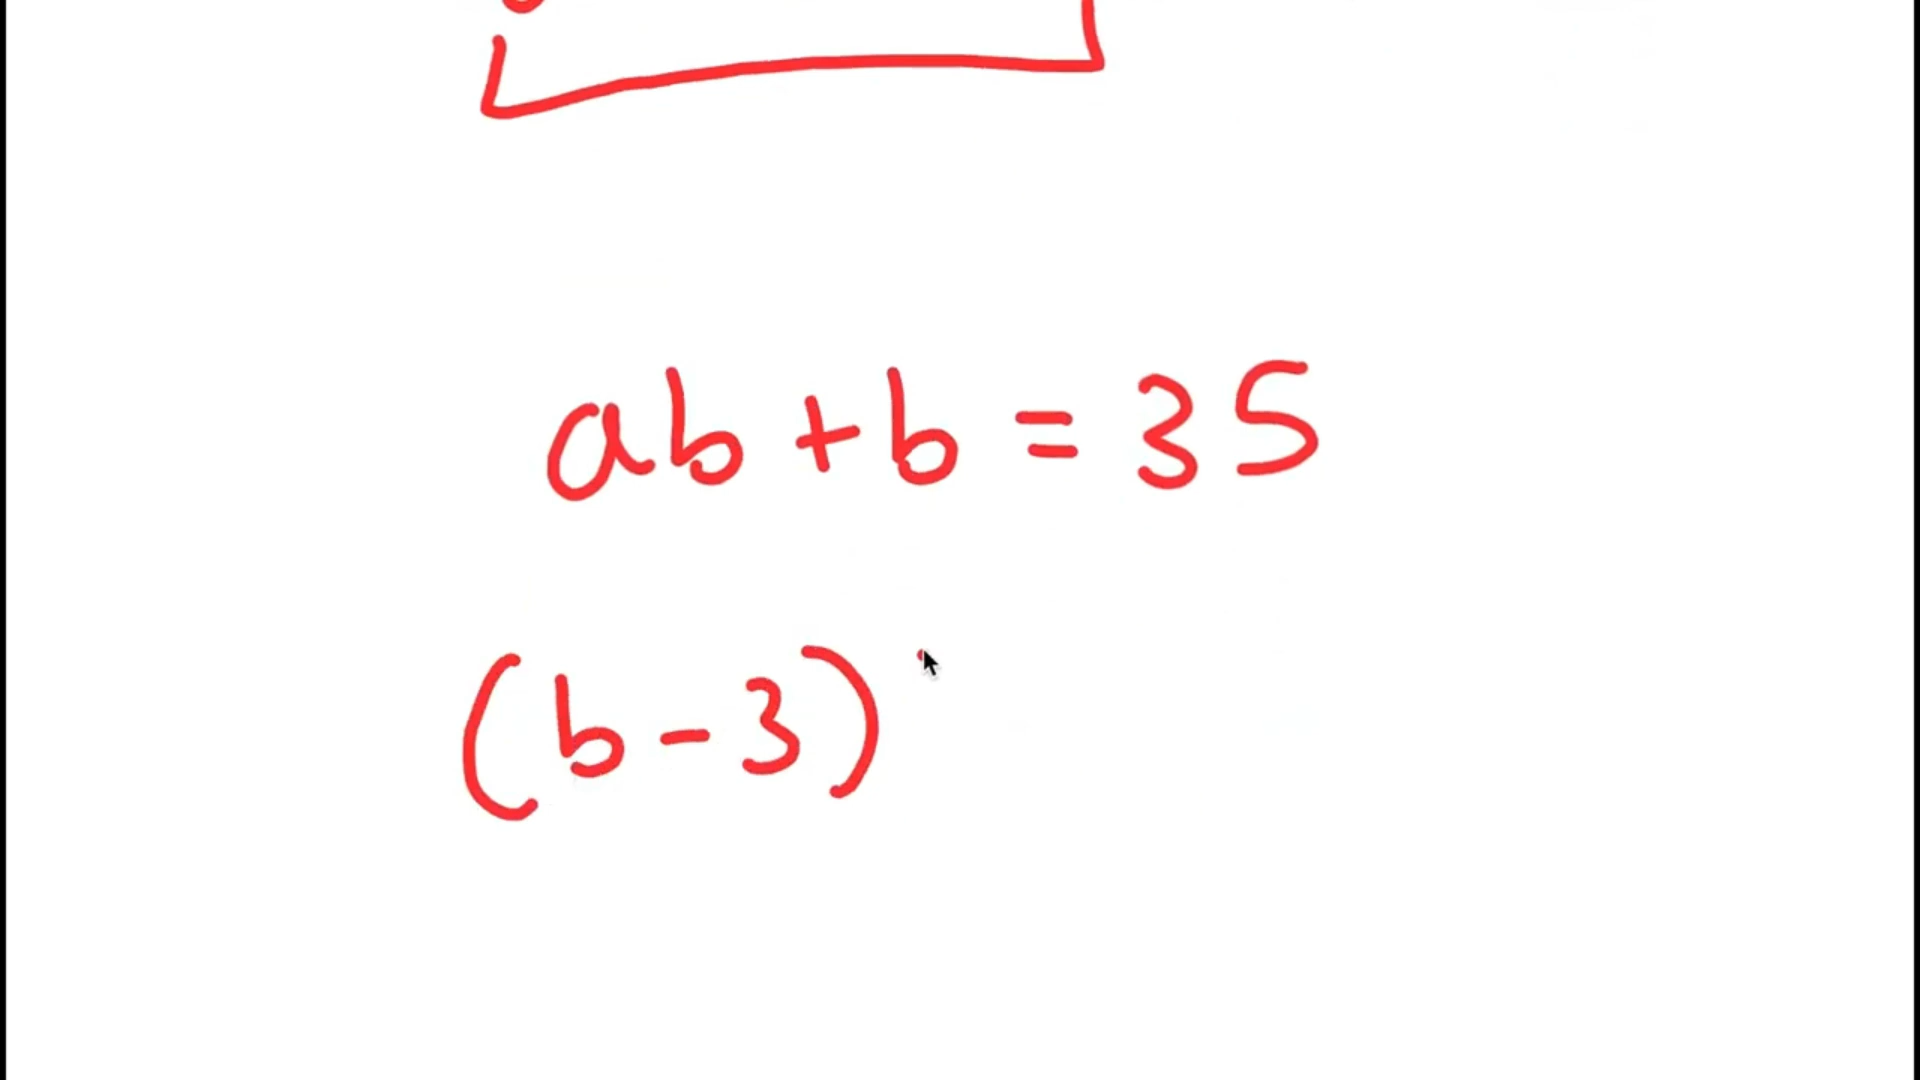 ab + b = 35
(b - 3)